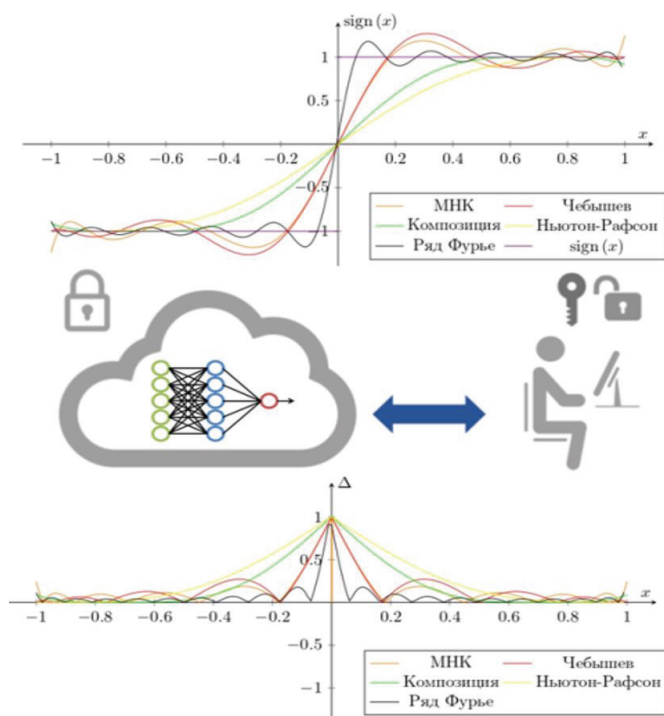 sign (x)
1
0.5
x
−1 −0.8 −0.6 −0.4 −0.2 0.2 0.4 0.6 0.8 1
−0.5
−1
МНК Чебышев
Композиция Ньютон-Рафсон
Ряд Фурье sign (x)
Δ
1
0.5
x
−1 −0.8 −0.6 −0.4 −0.2 0.2 0.4 0.6 0.8 1
−0.5
−1
МНК Чебышев
Композиция Ньютон-Рафсон
Ряд Фурье